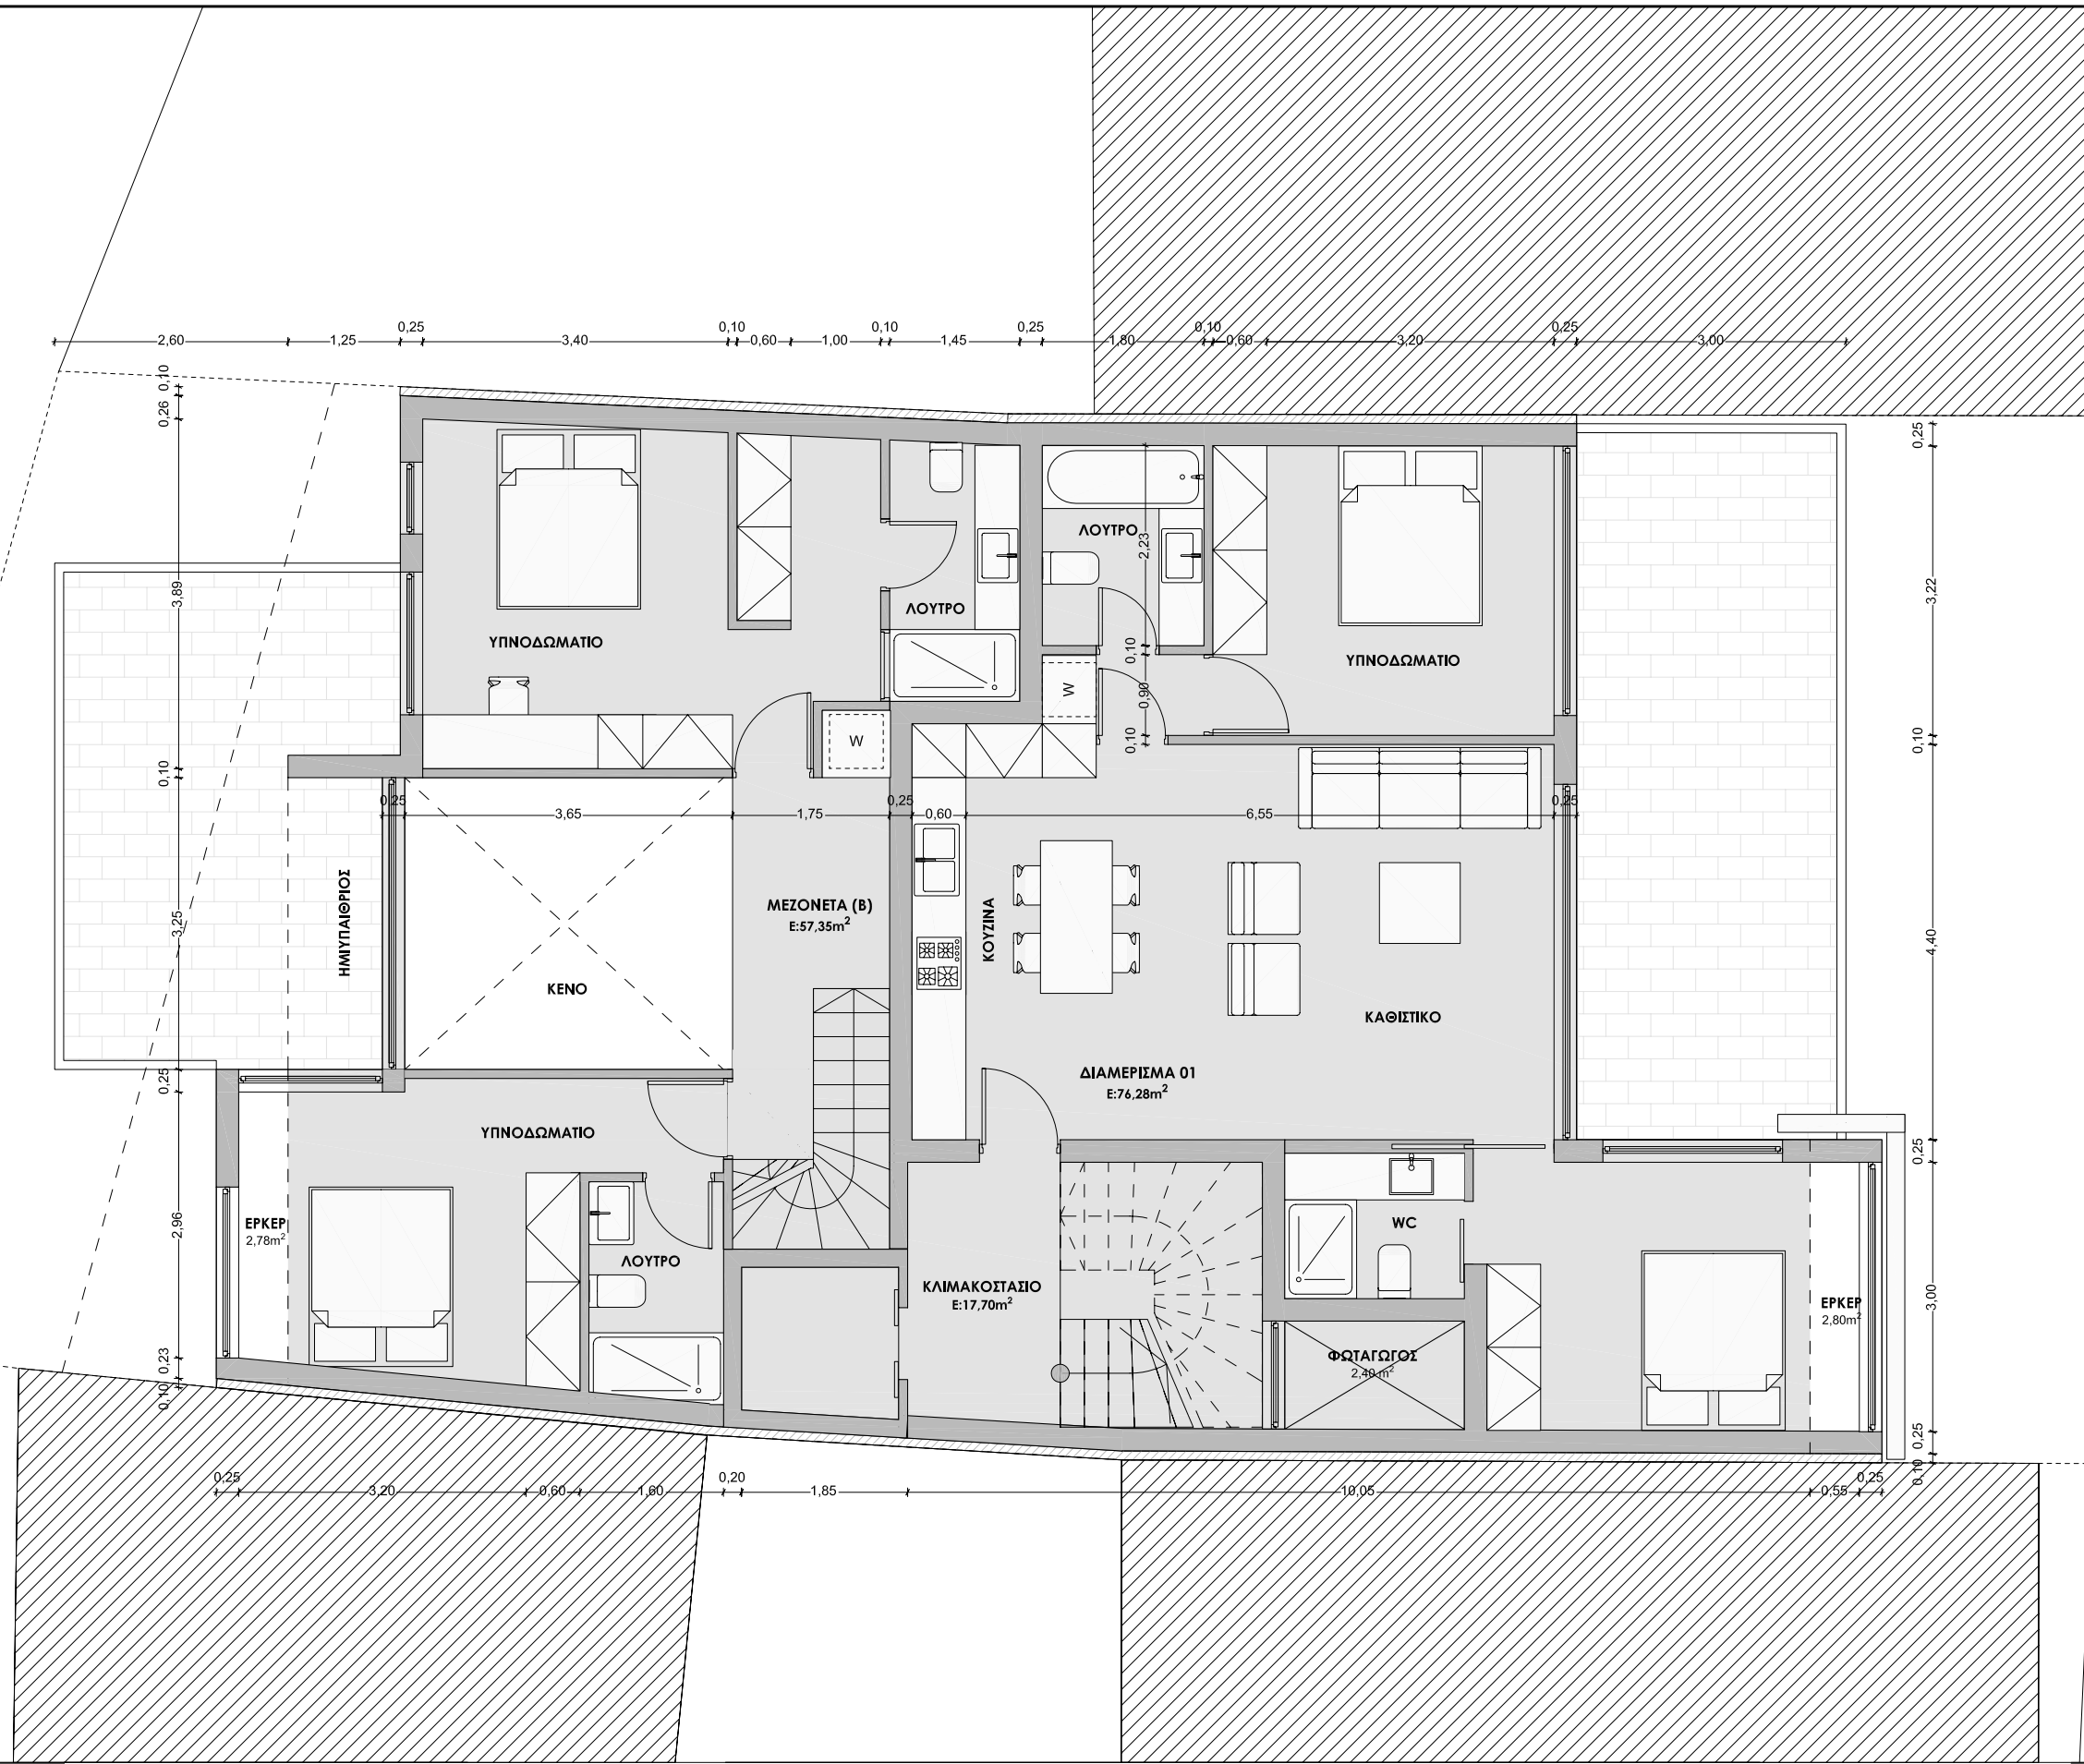 0,25
0,10
0,10
0,25
0,10
0,25
2,60
1,25
3,40
0,60
1,00
1,45
1,80
0,60
3,20
3,00
0,10
0,26
3,89
0,10
3,25
0,25
2,96
0,23
0,10
0,25
3,22
0,10
4,40
0,25
3,00
0,25
0,10
ΛΟΥΤΡΟ
2,23
0,10
0,90
0,10
ΛΟΥΤΡΟ
ΥΠΝΟΔΩΜΑΤΙΟ
ΥΠΝΟΔΩΜΑΤΙΟ
W
W
0,25
3,65
1,75
0,25
0,60
6,55
0,25
ΗΜΙΥΠΑΙΘΡΙΟΣ
ΚΕΝΟ
ΜΕΖΟΝΕΤΑ (Β)
Ε:57,35m²
ΚΟΥΖΙΝΑ
ΚΑΘΙΣΤΙΚΟ
ΔΙΑΜΕΡΙΣΜΑ 01
Ε:76,28m²
ΥΠΝΟΔΩΜΑΤΙΟ
ΕΡΚΕΡ
2,78m²
ΛΟΥΤΡΟ
ΚΛΙΜΑΚΟΣΤΑΣΙΟ
Ε:17,70m²
WC
ΦΩΤΑΓΩΓΟΣ
2,40 m²
ΕΡΚΕΡ
2,80m²
0,25
3,20
0,60
1,60
0,20
1,85
10,05
0,55
0,25